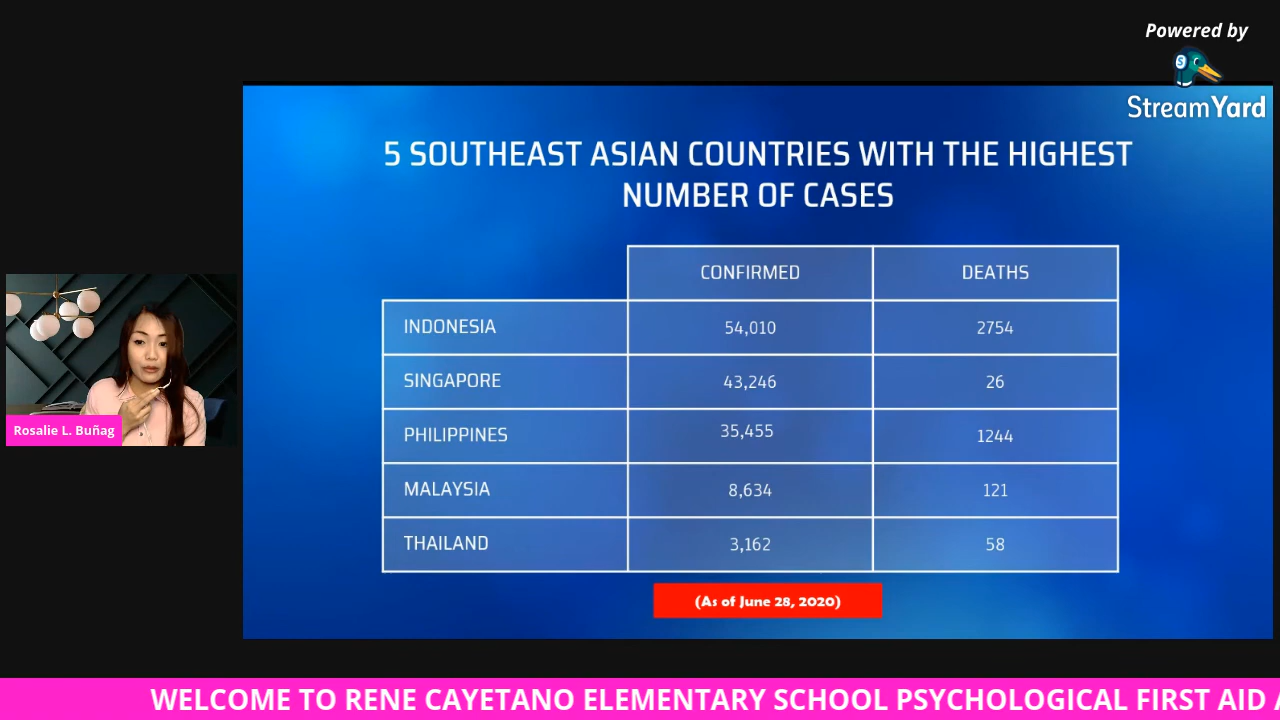 Powered by
StreamYard
5 SOUTHEAST ASIAN COUNTRIES WITH THE HIGHEST
NUMBER OF CASES
CONFIRMED DEATHS
INDONESIA 54,010 2754
SINGAPORE 43,246 26
PHILIPPINES 35,455 1244
MALAYSIA 8,634 121
THAILAND 3,162 58
(As of June 28, 2020)
Rosalie L. Buñag
WELCOME TO RENE CAYETANO ELEMENTARY SCHOOL PSYCHOLOGICAL FIRST AID